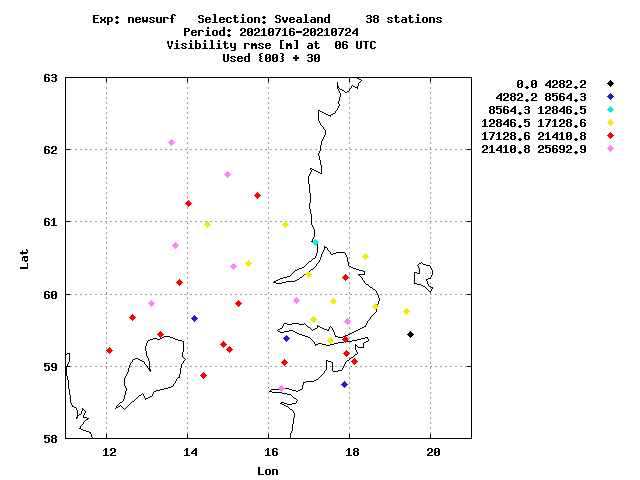 Exp: newsurf Selection: Svealand 38 stations
Period: 20210716-20210724
Visibility rmse [m] at 06 UTC
Used {00} + 30
0.0 4282.2
4282.2 8564.3
8564.3 12846.5
12846.5 17128.6
17128.6 21410.8
21410.8 25692.9
63
62
61
60
59
58
Lat
12 14 16 18 20
Lon